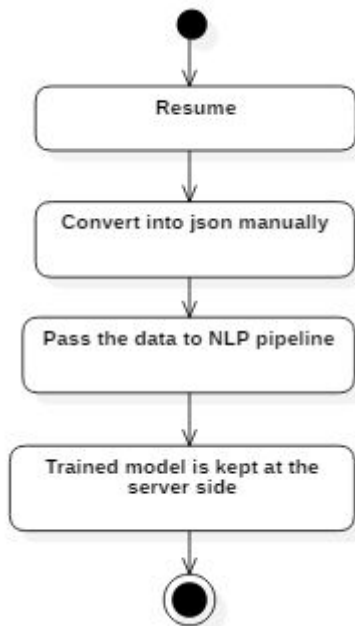 Resume
Convert into json manually
Pass the data to NLP pipeline
Trained model is kept at the
server side